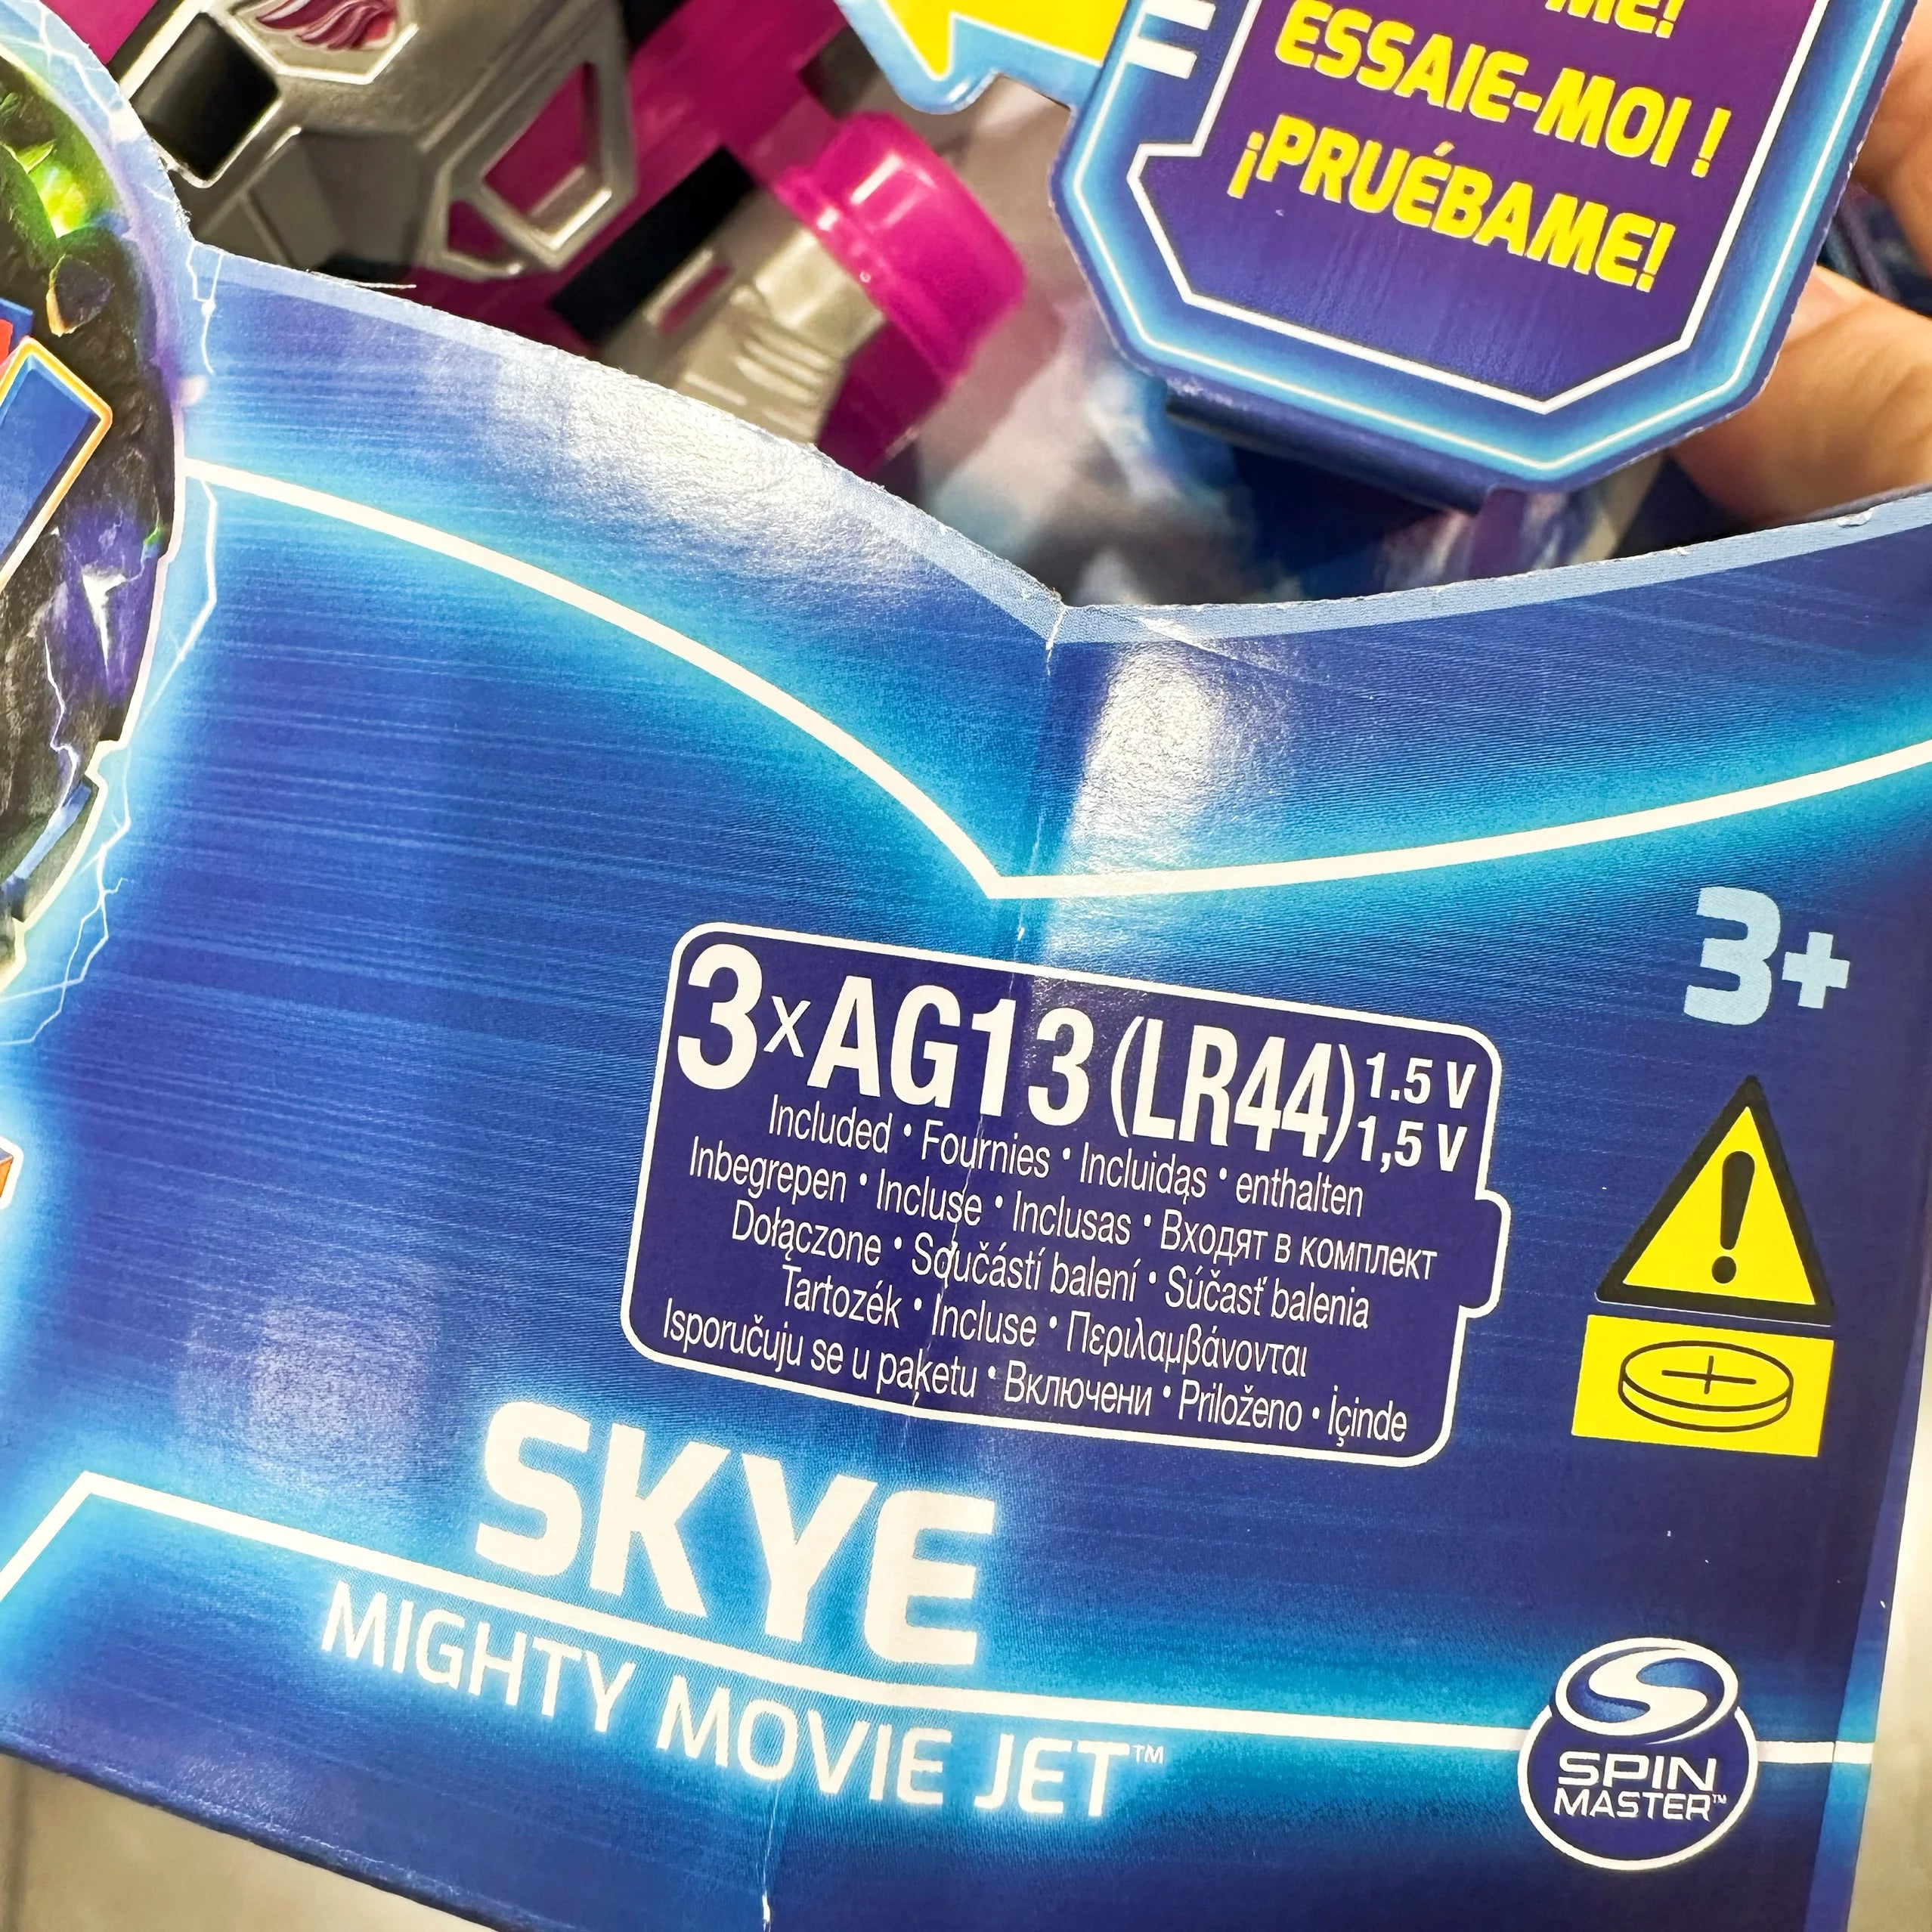 ME!
ESSAIE-MOI !
¡PRUÉBAME!
3+
3xAG13 (LR44) 1.5 V
1,5 V
Included • Fournies • Incluidas • enthalten
Inbegrepen • Incluse • Inclusas • Входят в комплект
Dołączone • Součástí balení • Súčasť balenia
Tartozék • Incluse • Περιλαμβάνονται
Isporučuju se u paketu • Включени • Priloženo • İçinde
SKYE
MIGHTY MOVIE JET™
SPIN
MASTER™